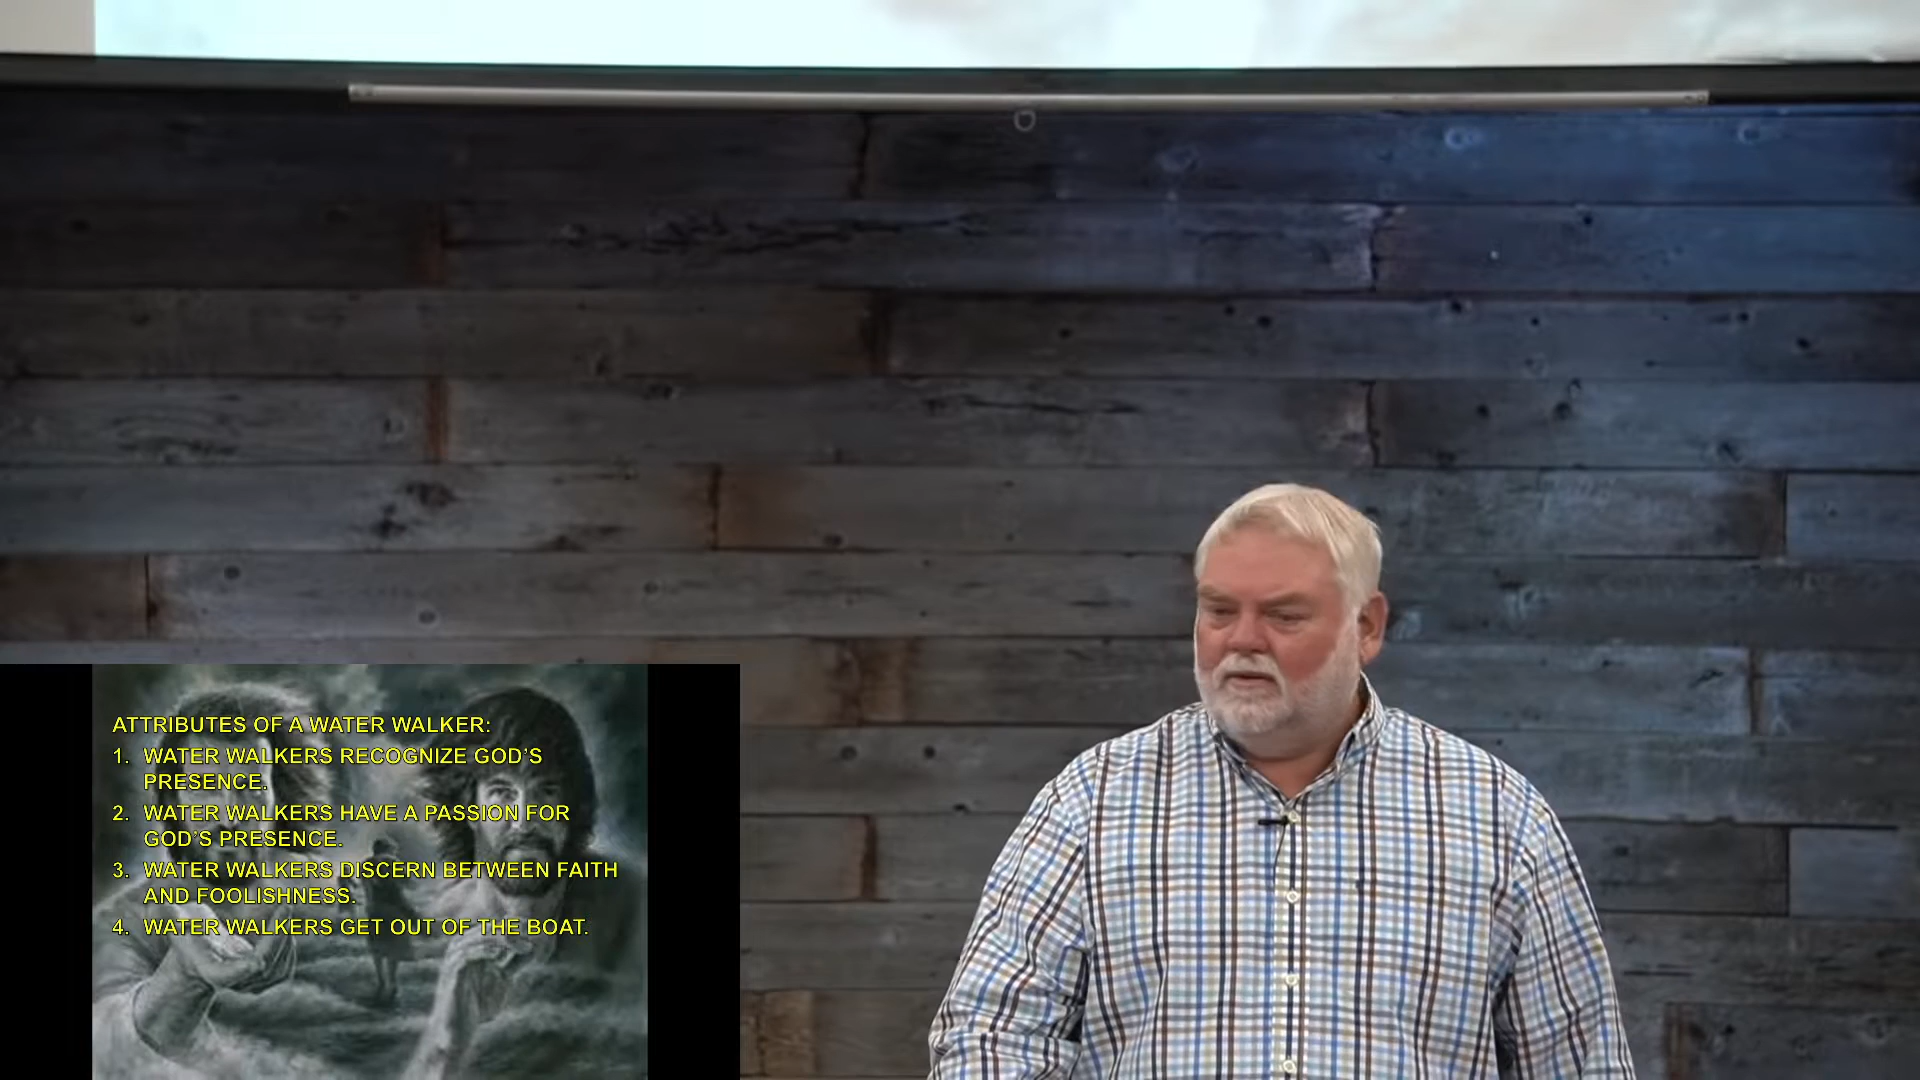 ATTRIBUTES OF A WATER WALKER:
1. WATER WALKERS RECOGNIZE GOD'S
PRESENCE.
2. WATER WALKERS HAVE A PASSION FOR
GOD'S PRESENCE.
3. WATER WALKERS DISCERN BETWEEN FAITH
AND FOOLISHNESS.
4. WATER WALKERS GET OUT OF THE BOAT.